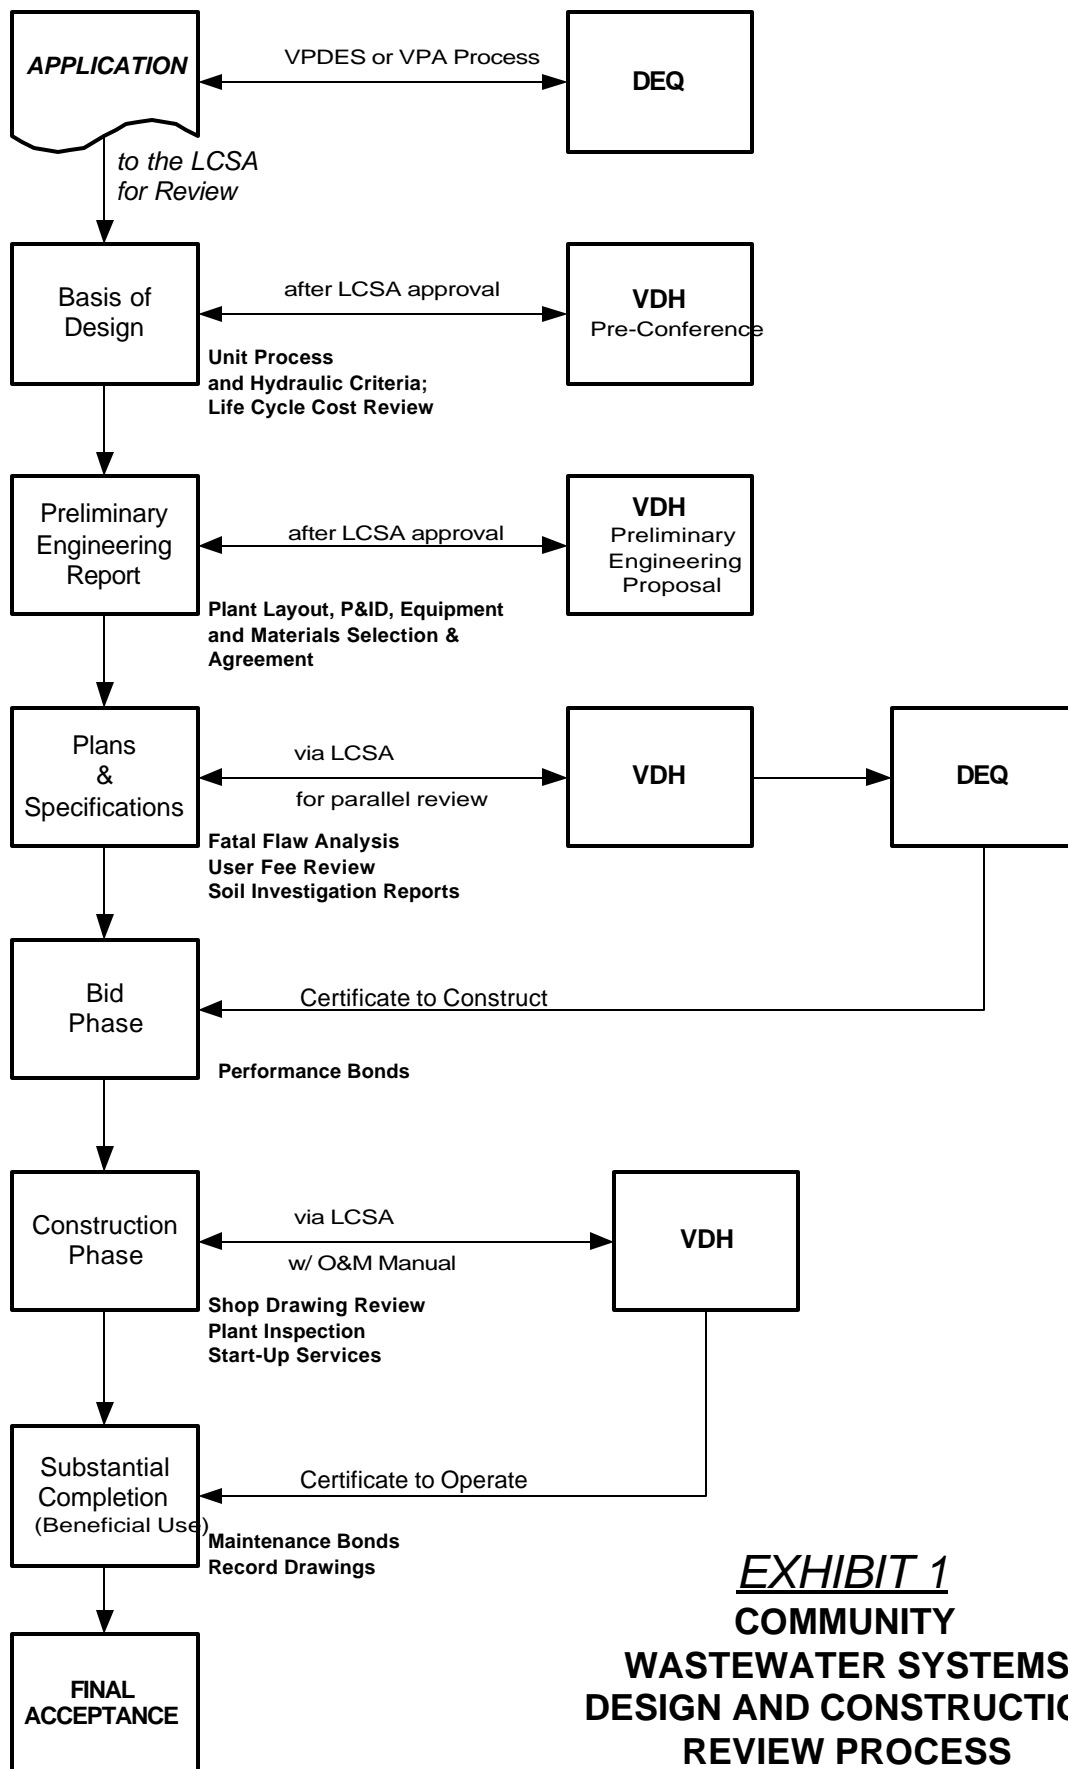 APPLICATION
VPDES or VPA Process
DEQ
to the LCSA
for Review
Basis of
Design
after LCSA approval
VDH
Pre-Conference
Unit Process
and Hydraulic Criteria;
Life Cycle Cost Review
Preliminary
Engineering
Report
after LCSA approval
VDH
Preliminary
Engineering
Proposal
Plant Layout, P&ID, Equipment
and Materials Selection &
Agreement
Plans
&
Specifications
via LCSA
for parallel review
VDH
DEQ
Fatal Flaw Analysis
User Fee Review
Soil Investigation Reports
Bid
Phase
Certificate to Construct
Performance Bonds
Construction
Phase
via LCSA
w/ O&M Manual
VDH
Shop Drawing Review
Plant Inspection
Start-Up Services
Substantial
Completion
(Beneficial Use)
Certificate to Operate
Maintenance Bonds
Record Drawings
FINAL
ACCEPTANCE
EXHIBIT 1
COMMUNITY
WASTEWATER SYSTEMS
DESIGN AND CONSTRUCTIO
REVIEW PROCESS